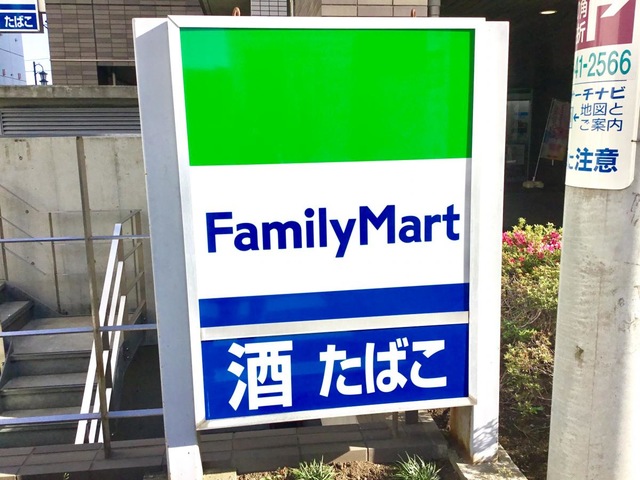 たばこ
FamilyMart
酒 たばこ
41-2566
ーチナビ
地図と
ご案内
注意